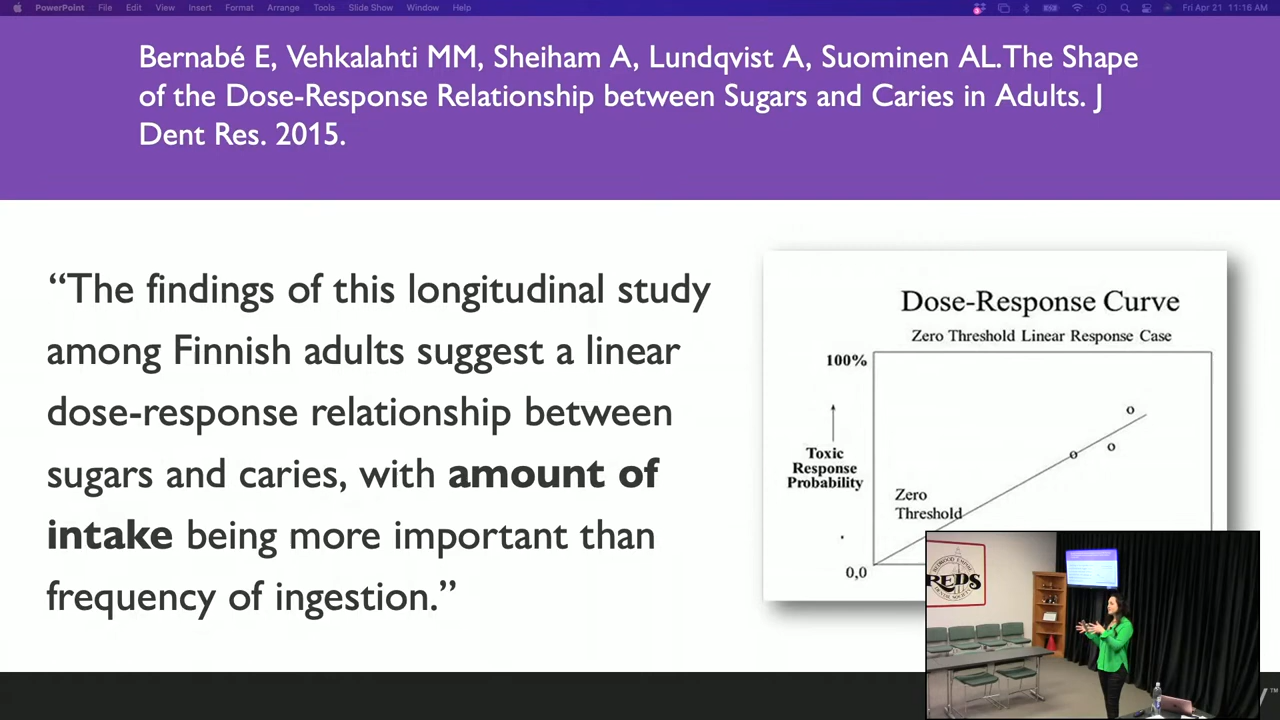 PowerPoint File Edit View Insert Format Arrange Tools Slide Show Window Help Fri Apr 21 11:16 AM
Bernabé E, Vehkalahti MM, Sheiham A, Lundqvist A, Suominen AL.The Shape
of the Dose-Response Relationship between Sugars and Caries in Adults. J
Dent Res. 2015.
“The findings of this longitudinal study
among Finnish adults suggest a linear
dose-response relationship between
sugars and caries, with amount of
intake being more important than
frequency of ingestion.”
Dose-Response Curve
Zero Threshold Linear Response Case
100%
Toxic
Response
Probability
Zero
Threshold
0,0
REDS